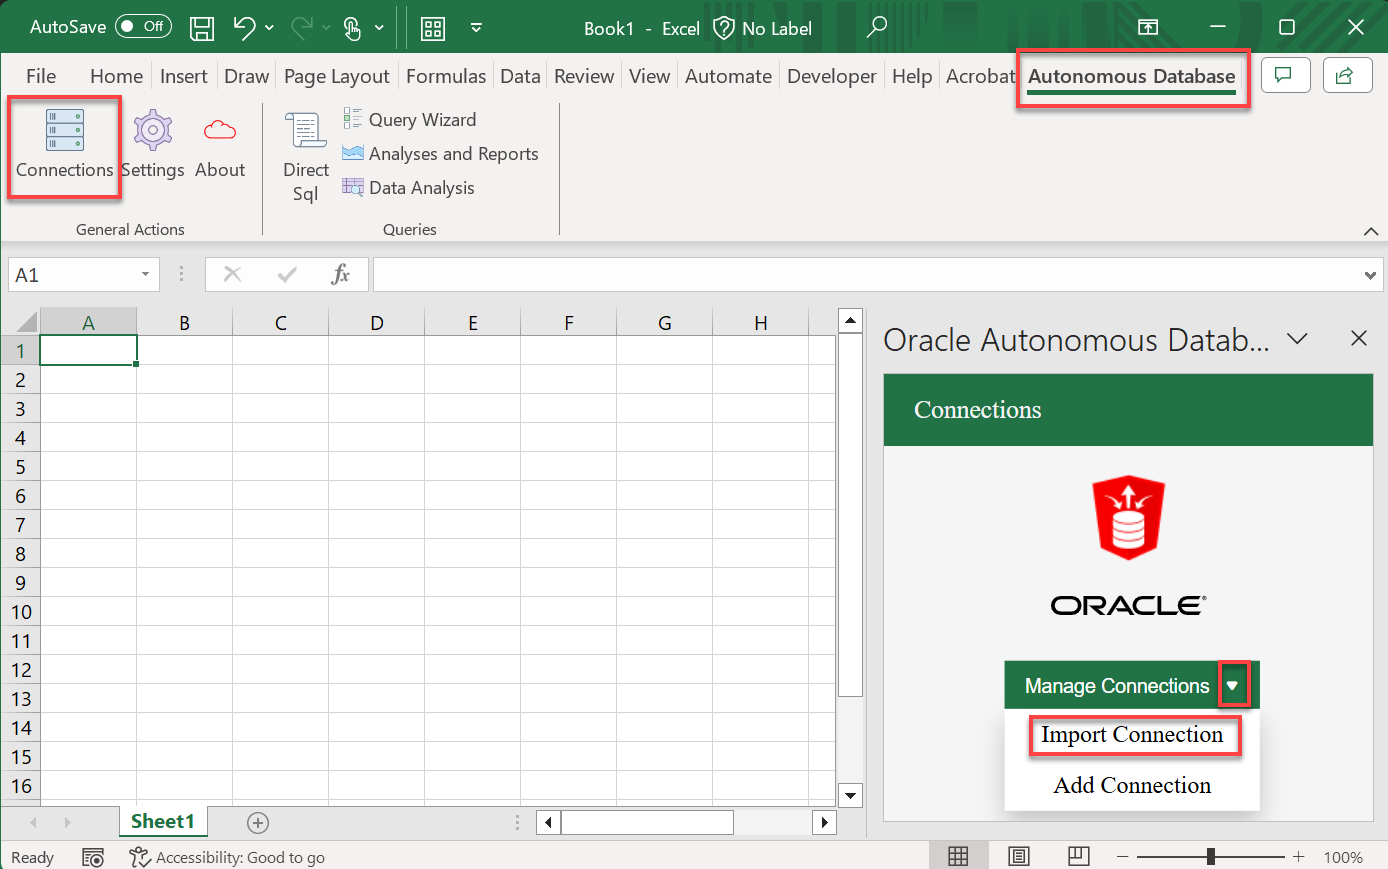 AutoSave Off Book1 - Excel No Label
File Home Insert Draw Page Layout Formulas Data Review View Automate Developer Help Acrobat Autonomous Database
Connections Settings About
Direct Sql
Query Wizard
Analyses and Reports
Data Analysis
General Actions Queries
A1 fx
A B C D E F G H
1
2
3
4
5
6
7
8
9
10
11
12
13
14
15
16
Oracle Autonomous Datab...
Connections
ORACLE®
Manage Connections
Import Connection
Add Connection
Sheet1
Ready Accessibility: Good to go 100%